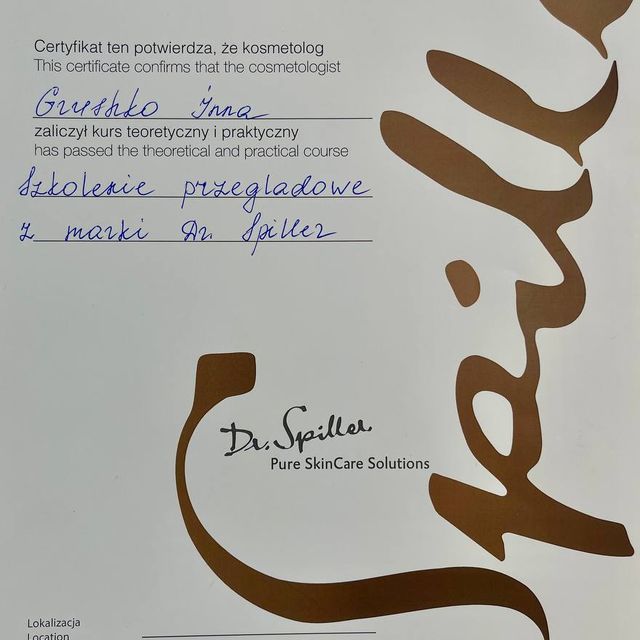 Certyfikat ten potwierdza, że kosmetolog
This certificate confirms that the cosmetologist
Grushko Inna
zaliczył kurs teoretyczny i praktyczny
has passed the theoretical and practical course
Szkolenie przeglądowe
z marki Dr. Spiller
Spiller
Dr. Spiller
Pure SkinCare Solutions
Lokalizacja
Location